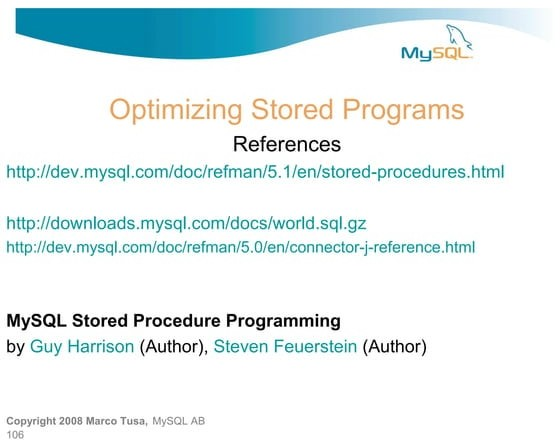 MySQL
Optimizing Stored Programs
References
http://dev.mysql.com/doc/refman/5.1/en/stored-procedures.html
http://downloads.mysql.com/docs/world.sql.gz
http://dev.mysql.com/doc/refman/5.0/en/connector-j-reference.html
MySQL Stored Procedure Programming
by Guy Harrison (Author), Steven Feuerstein (Author)
Copyright 2008 Marco Tusa, MySQL AB
106